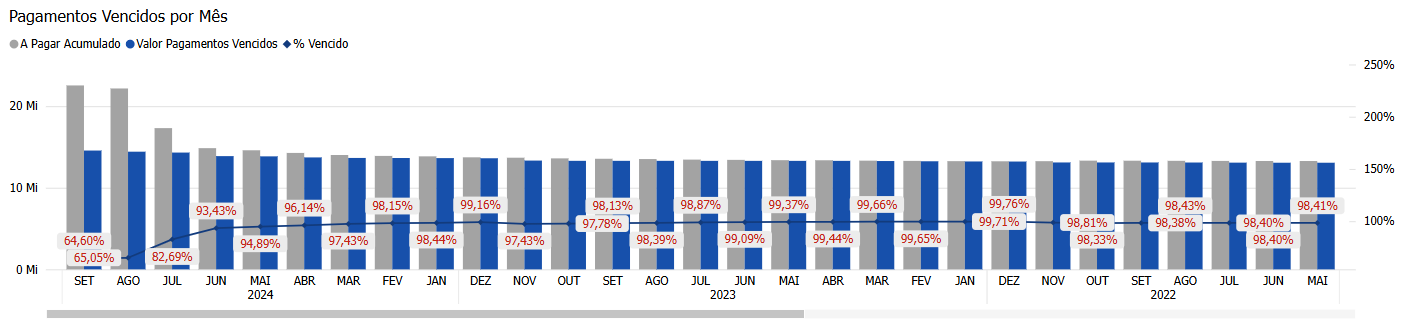 Pagamentos Vencidos por Mês
A Pagar Acumulado Valor Pagamentos Vencidos % Vencido
250%
20 Mi
200%
150%
10 Mi
100%
0 Mi
64,60% 65,05% 82,69% 93,43% 94,89% 96,14% 97,43% 98,15% 98,44% 99,16% 97,43% 97,78% 98,13% 98,39% 98,87% 99,09% 99,37% 99,44% 99,66% 99,65% 99,76% 99,71% 98,81% 98,33% 98,38% 98,43% 98,40% 98,40% 98,41%
SET AGO JUL JUN MAI ABR MAR FEV JAN DEZ NOV OUT SET AGO JUL JUN MAI ABR MAR FEV JAN DEZ NOV OUT SET AGO JUL JUN MAI
2024 2023 2022